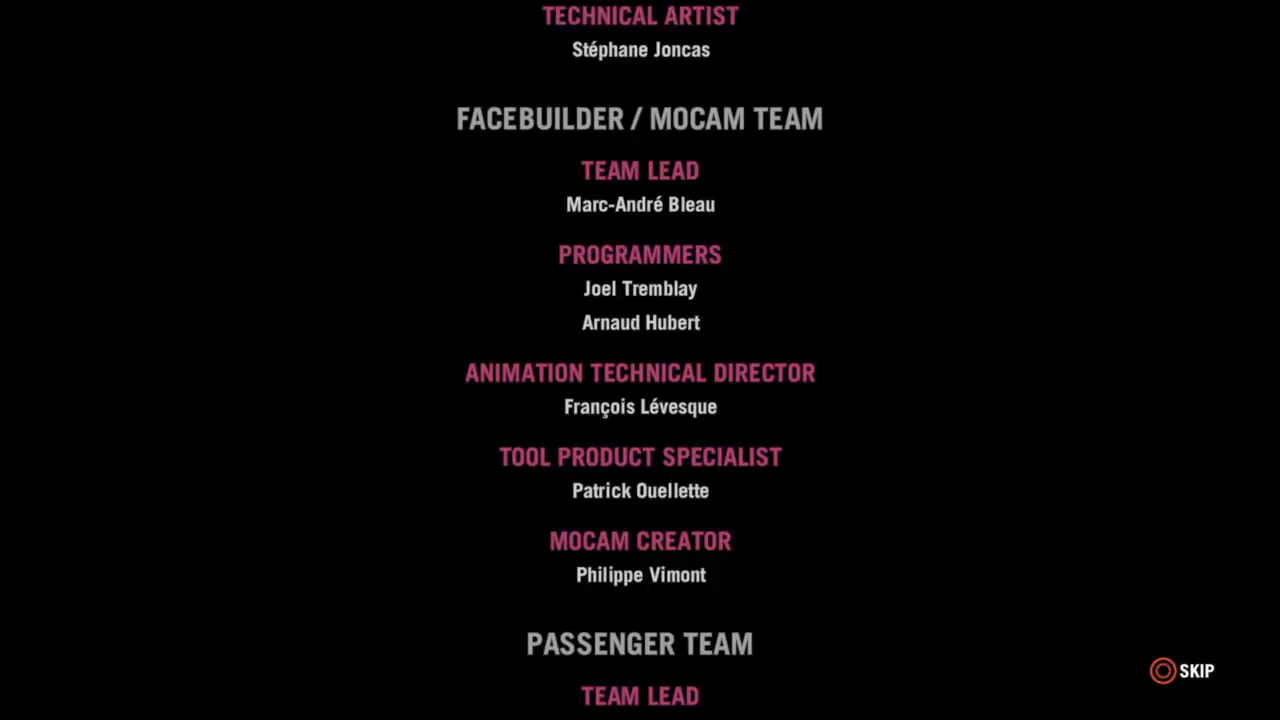 TECHNICAL ARTIST
Stéphane Joncas
FACEBUILDER / MOCAM TEAM
TEAM LEAD
Marc-André Bleau
PROGRAMMERS
Joel Tremblay
Arnaud Hubert
ANIMATION TECHNICAL DIRECTOR
François Lévesque
TOOL PRODUCT SPECIALIST
Patrick Ouellette
MOCAM CREATOR
Philippe Vimont
PASSENGER TEAM
SKIP
TEAM LEAD